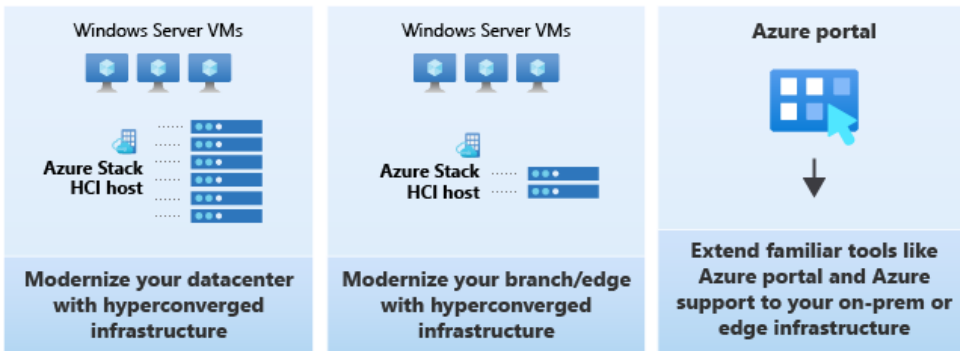 Windows Server VMs
Azure Stack
HCI host
Modernize your datacenter
with hyperconverged
infrastructure
Windows Server VMs
Azure Stack
HCI host
Modernize your branch/edge
with hyperconverged
infrastructure
Azure portal
Extend familiar tools like
Azure portal and Azure
support to your on-prem or
edge infrastructure